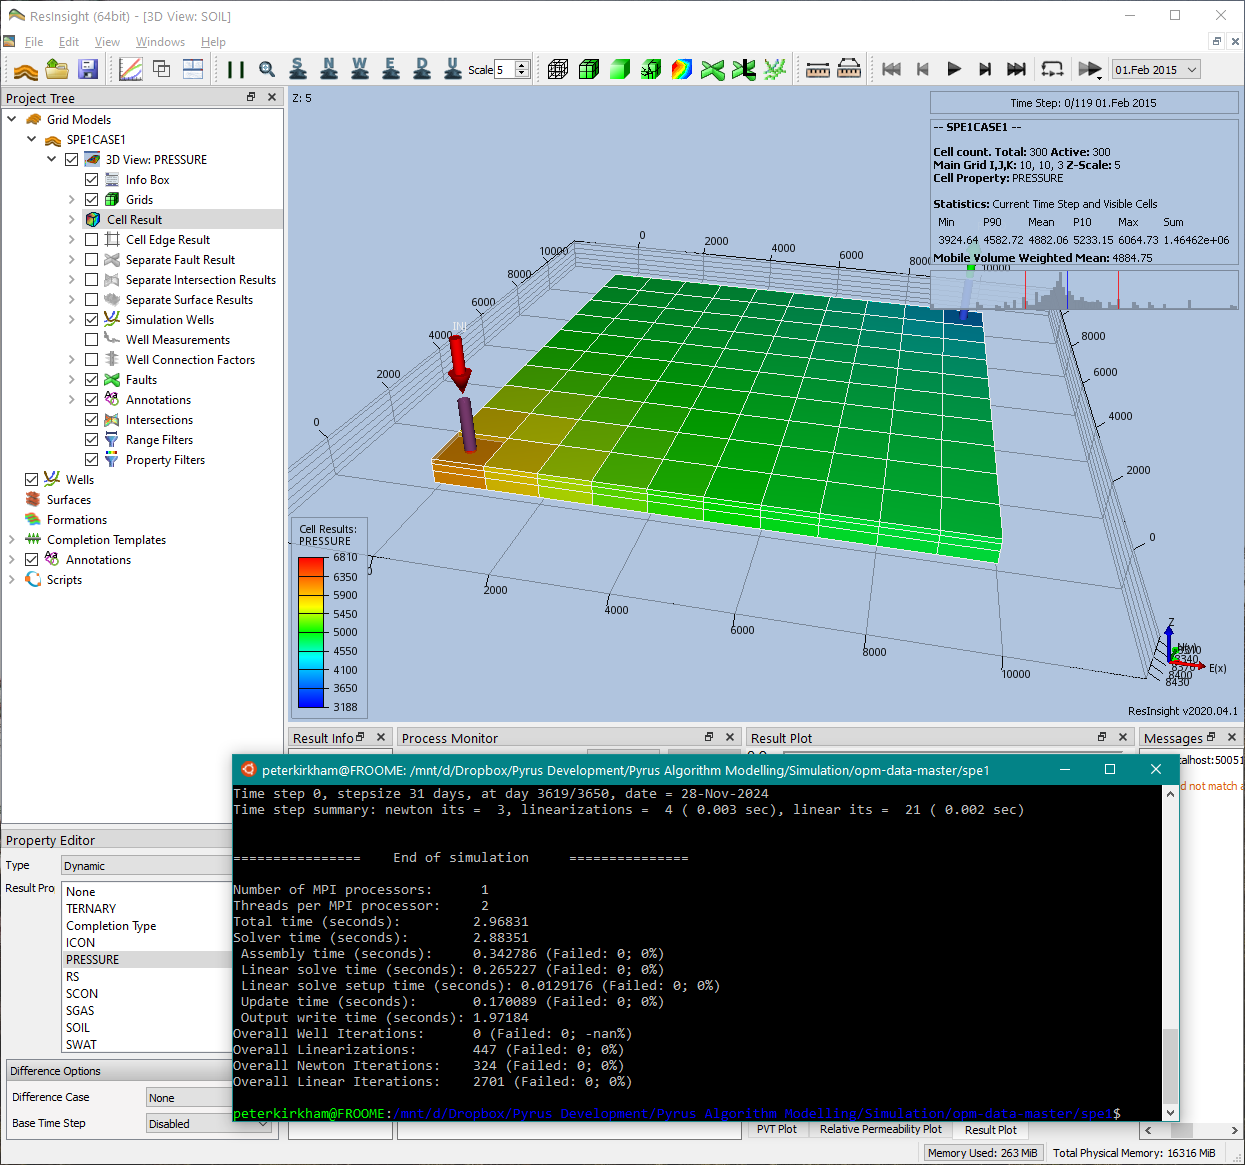 ResInsight (64bit) - [3D View: SOIL]
File Edit View Windows Help
S N W E D U Scale 5 01.Feb 2015
Project Tree
Grid Models
SPE1CASE1
3D View: PRESSURE
Info Box
Grids
Cell Result
Cell Edge Result
Separate Fault Result
Separate Intersection Results
Separate Surface Results
Simulation Wells
Well Measurements
Well Connection Factors
Faults
Annotations
Intersections
Range Filters
Property Filters
Wells
Surfaces
Formations
Completion Templates
Annotations
Scripts
Z: 5
Time Step: 0/119 01.Feb 2015
-- SPE1CASE1 --
Cell count. Total: 300 Active: 300
Main Grid I,J,K: 10, 10, 3 Z-Scale: 5
Cell Property: PRESSURE
Statistics: Current Time Step and Visible Cells
Min P90 Mean P10 Max Sum
3924.64 4582.72 4882.06 5233.15 6064.73 1.46462e+06
Mobile Volume Weighted Mean: 4884.75
0 2000 4000 6000 8000 10000
10000
8000
6000
4000
2000
0
INJ
8000
6000
4000
2000
0
0
2000
4000
6000
8000
10000
Cell Results:
PRESSURE
6810
6350
5900
5450
5000
4550
4100
3650
3188
Z
N(y)
E(x)
8340
8370
8400
8430
ResInsight v2020.04.1
Result Info Process Monitor Result Plot Messages
peterkirkham@FROOME: /mnt/d/Dropbox/Pyrus Development/Pyrus Algorithm Modelling/Simulation/opm-data-master/spe1
calhost:50051
d not match a
Time step 0, stepsize 31 days, at day 3619/3650, date = 28-Nov-2024
Time step summary: newton its = 3, linearizations = 4 ( 0.003 sec), linear its = 21 ( 0.002 sec)
================ End of simulation ===============
Number of MPI processors: 1
Threads per MPI processor: 2
Total time (seconds): 2.96831
Solver time (seconds): 2.88351
Assembly time (seconds): 0.342786 (Failed: 0; 0%)
Linear solve time (seconds): 0.265227 (Failed: 0; 0%)
Linear solve setup time (seconds): 0.0129176 (Failed: 0; 0%)
Update time (seconds): 0.170089 (Failed: 0; 0%)
Output write time (seconds): 1.97184
Overall Well Iterations: 0 (Failed: 0; -nan%)
Overall Linearizations: 447 (Failed: 0; 0%)
Overall Newton Iterations: 324 (Failed: 0; 0%)
Overall Linear Iterations: 2701 (Failed: 0; 0%)
peterkirkham@FROOME:/mnt/d/Dropbox/Pyrus Development/Pyrus Algorithm Modelling/Simulation/opm-data-master/spe1$
Property Editor
Type Dynamic
Result Pro
None
TERNARY
Completion Type
ICON
PRESSURE
RS
SCON
SGAS
SOIL
SWAT
Difference Options
Difference Case None
Base Time Step Disabled
PVT Plot Relative Permeability Plot Result Plot
Memory Used: 263 MiB Total Physical Memory: 16316 MiB